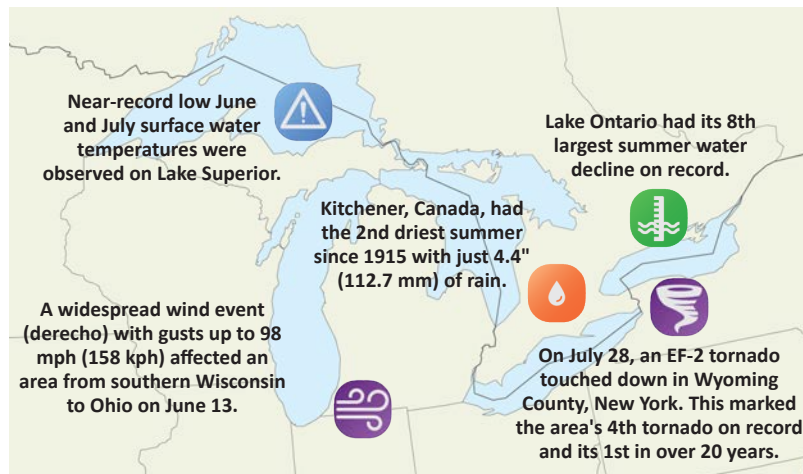 Near-record low June
and July surface water
temperatures were
observed on Lake Superior.
Lake Ontario had its 8th
largest summer water
decline on record.
Kitchener, Canada, had
the 2nd driest summer
since 1915 with just 4.4"
(112.7 mm) of rain.
A widespread wind event
(derecho) with gusts up to 98
mph (158 kph) affected an
area from southern Wisconsin
to Ohio on June 13.
On July 28, an EF-2 tornado
touched down in Wyoming
County, New York. This marked
the area's 4th tornado on record
and its 1st in over 20 years.